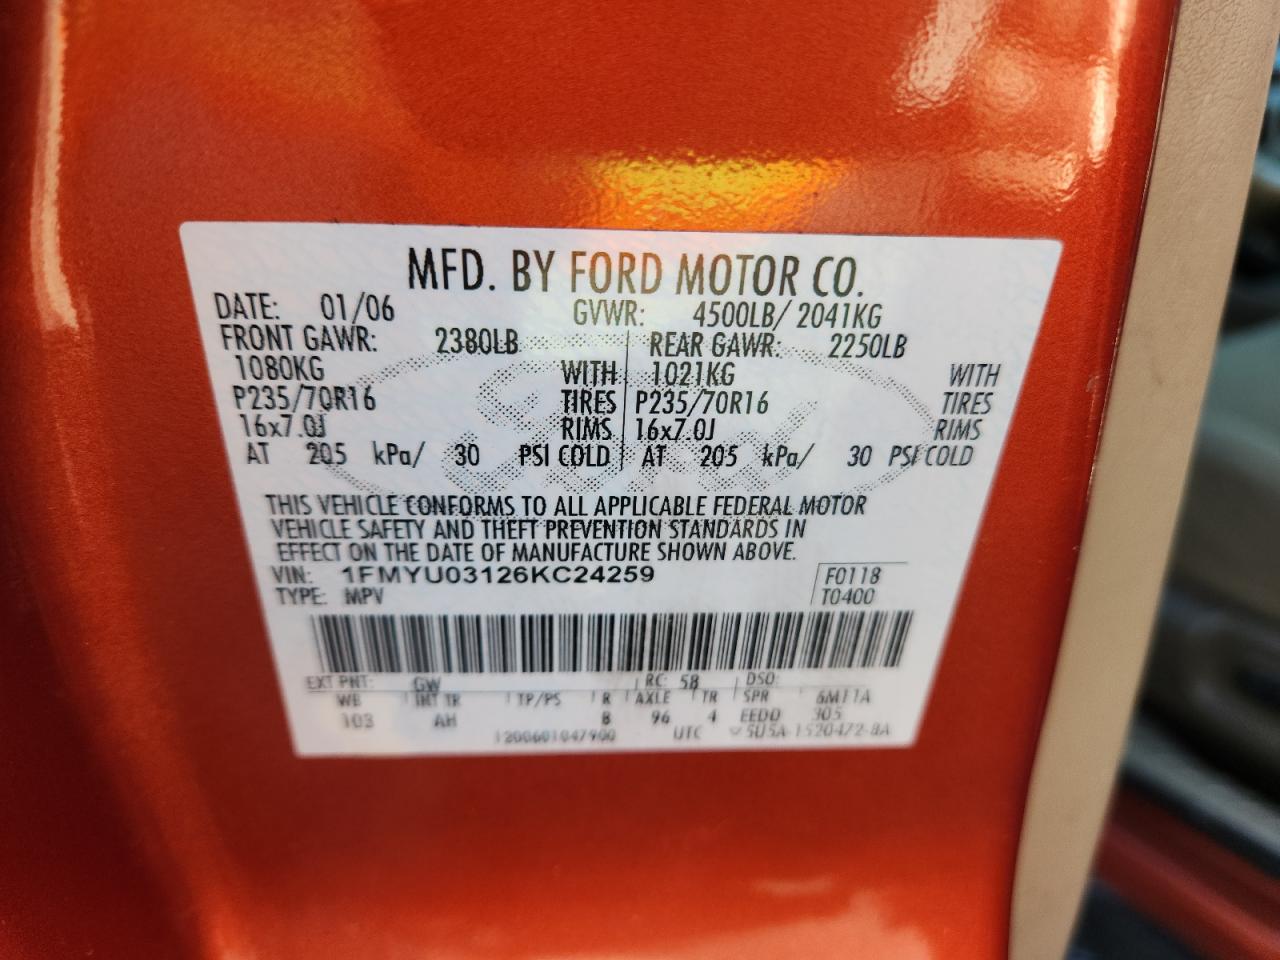 MFD. BY FORD MOTOR CO.
DATE: 01/06 GVWR: 4500LB/ 2041KG
FRONT GAWR: 2380LB REAR GAWR: 2250LB
1080KG WITH 1021KG WITH
P235/70R16 TIRES P235/70R16 TIRES
16x7.0J RIMS 16x7.0J RIMS
AT 205 kPa/ 30 PSI COLD AT 205 kPa/ 30 PSI COLD
THIS VEHICLE CONFORMS TO ALL APPLICABLE FEDERAL MOTOR
VEHICLE SAFETY AND THEFT PREVENTION STANDARDS IN
EFFECT ON THE DATE OF MANUFACTURE SHOWN ABOVE.
VIN: 1FMYU03126KC24259 F0118
TYPE: MPV T0400
EXT PNT: GW RC: 58 DSO:
WB INT TR TP/PS R AXLE TR SPR 6M11A
103 AH B 96 4 EEDD 305
1200601047900 UTC 5U5A-1520472-BA